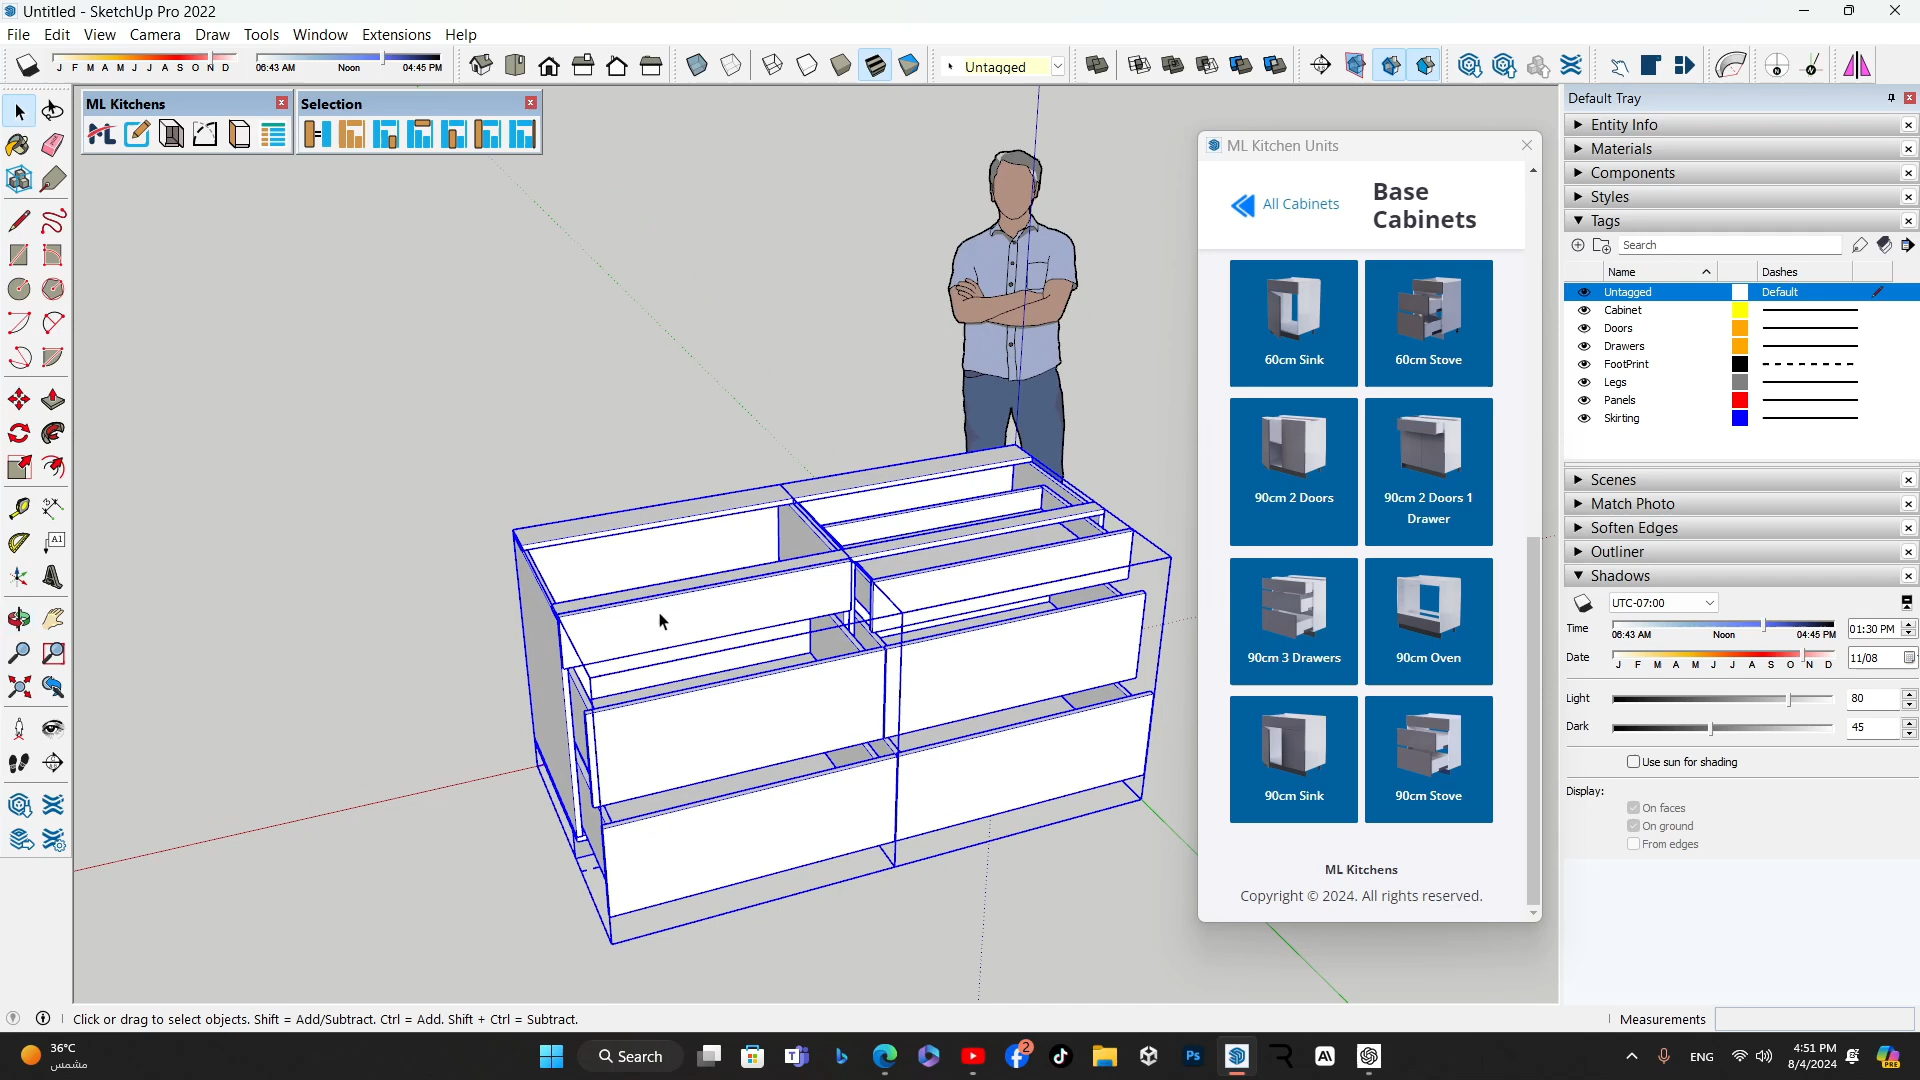 Untitled - SketchUp Pro 2022
File Edit View Camera Draw Tools Window Extensions Help
J F M A M J J A S O N D
06:43 AM Noon 04:45 PM
Untagged
ML Kitchens
Selection
ML Kitchen Units
All Cabinets
Base
Cabinets
60cm Sink
60cm Stove
90cm 2 Doors
90cm 2 Doors 1
Drawer
90cm 3 Drawers
90cm Oven
90cm Sink
90cm Stove
ML Kitchens
Copyright © 2024. All rights reserved.
Default Tray
Entity Info
Materials
Components
Styles
Tags
Search
Name Dashes
Untagged Default
Cabinet
Doors
Drawers
FootPrint
Legs
Panels
Skirting
Scenes
Match Photo
Soften Edges
Outliner
Shadows
UTC-07:00
Time 06:43 AM Noon 04:45 PM 01:30 PM
Date J F M A M J J A S O N D 11/08
Light 80
Dark 45
Use sun for shading
Display:
On faces
On ground
From edges
Click or drag to select objects. Shift = Add/Subtract. Ctrl = Add. Shift + Ctrl = Subtract.
Measurements
36°C
مشمس
Search
2
ENG
4:51 PM
8/4/2024